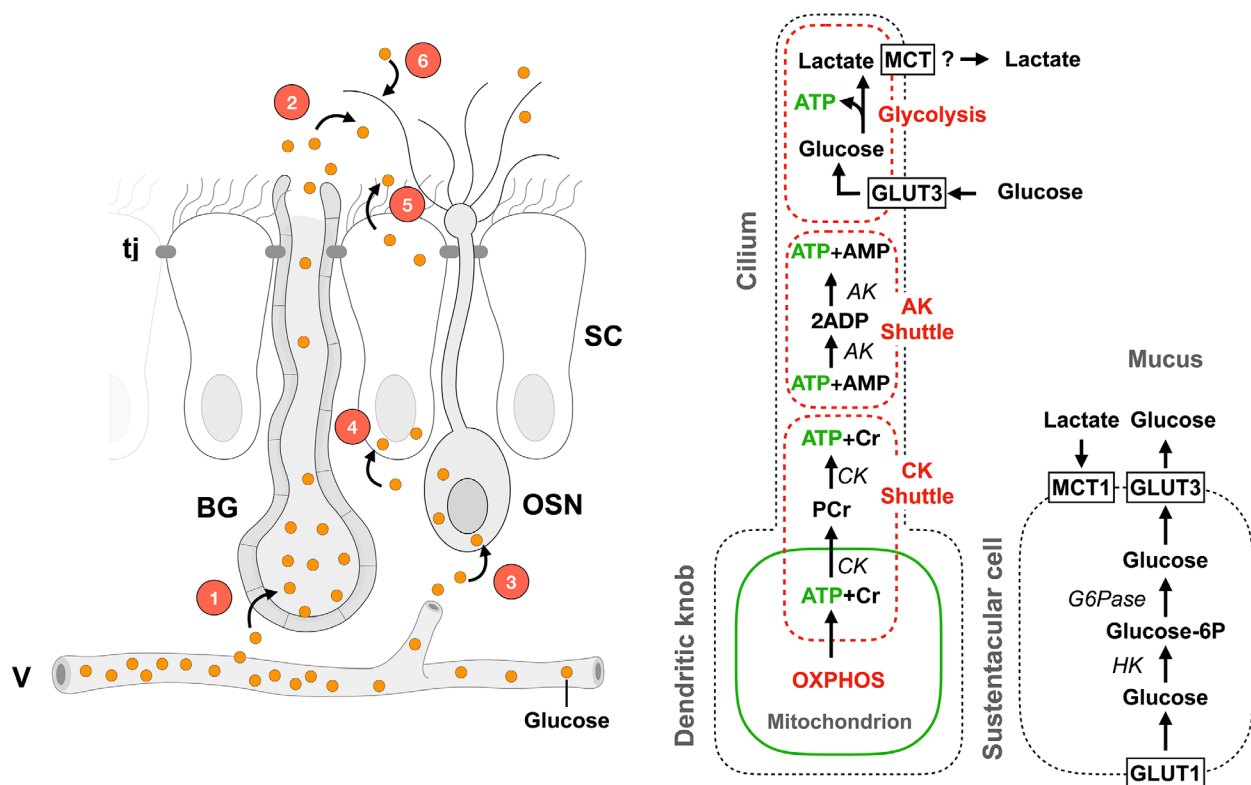 6
2
5
tj
SC
4
BG
OSN
3
1
V
Glucose
Cilium
Lactate MCT ? Lactate
ATP
Glycolysis
Glucose
GLUT3 Glucose
ATP+AMP
AK
AK
Shuttle
2ADP
AK
ATP+AMP
ATP+Cr
CK
CK
Shuttle
PCr
CK
ATP+Cr
OXPHOS
Mitochondrion
Dendritic knob
Mucus
Lactate Glucose
MCT1 GLUT3
Glucose
G6Pase
Glucose-6P
HK
Glucose
GLUT1
Sustentacular cell